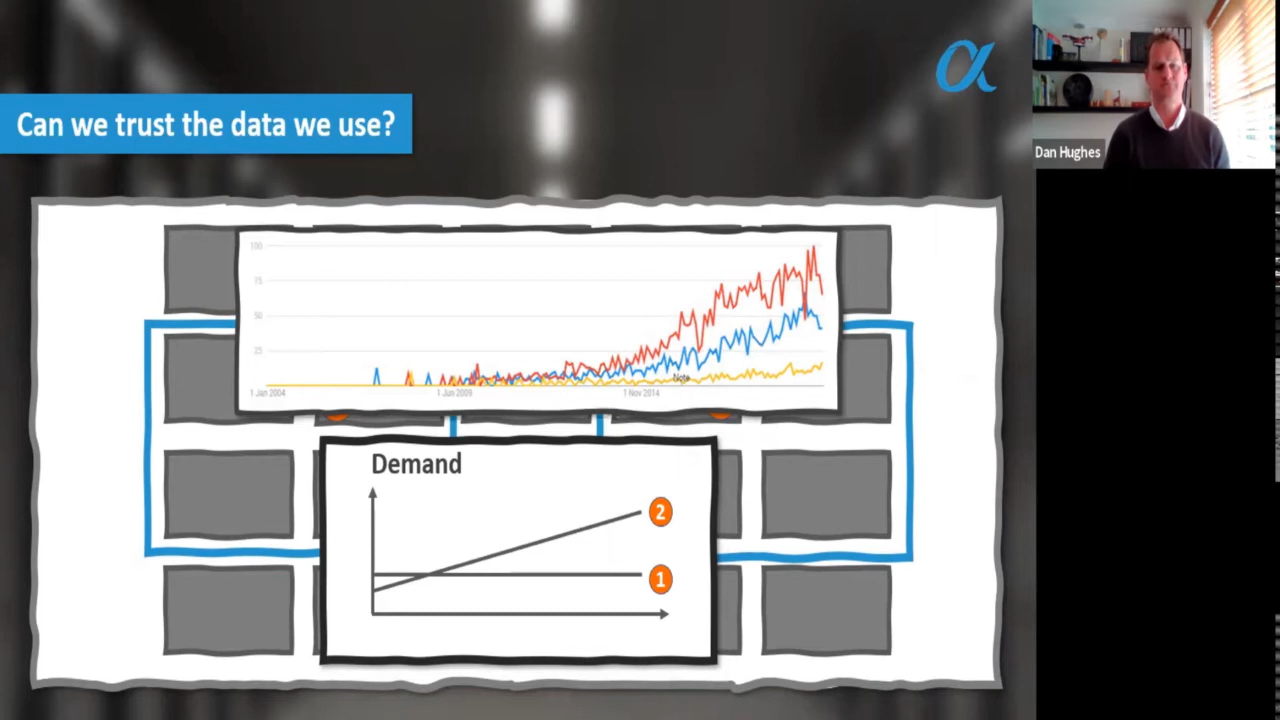 Can we trust the data we use?
Dan Hughes
100
75
50
25
Note
1 Jan 2004
1 Jun 2009
1 Nov 2014
Demand
2
1